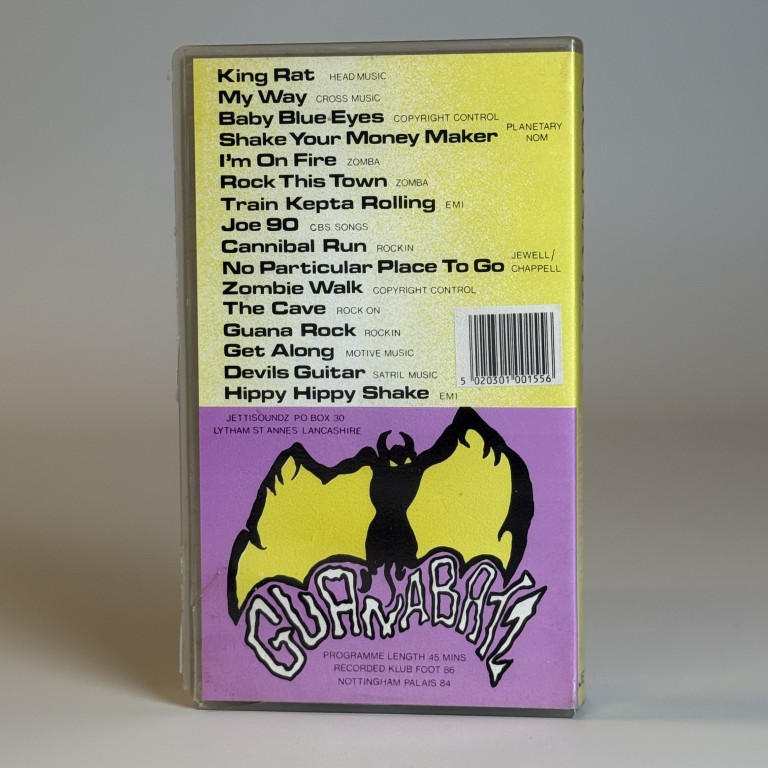 King Rat HEAD MUSIC
My Way CROSS MUSIC
Baby Blue Eyes COPYRIGHT CONTROL
Shake Your Money Maker PLANETARY NOM
I'm On Fire ZOMBA
Rock This Town ZOMBA
Train Kepta Rolling EMI
Joe 90 CBS SONGS
Cannibal Run ROCKIN
No Particular Place To Go JEWELL/ CHAPPELL
Zombie Walk COPYRIGHT CONTROL
The Cave ROCK ON
Guana Rock ROCKIN
Get Along MOTIVE MUSIC
Devils Guitar SATRIL MUSIC
Hippy Hippy Shake EMI
5 020301 001556
JETTISOUNDZ PO BOX 30
LYTHAM ST ANNES LANCASHIRE
GUANABATZ
PROGRAMME LENGTH 45 MINS
RECORDED KLUB FOOT 86
NOTTINGHAM PALAIS 84